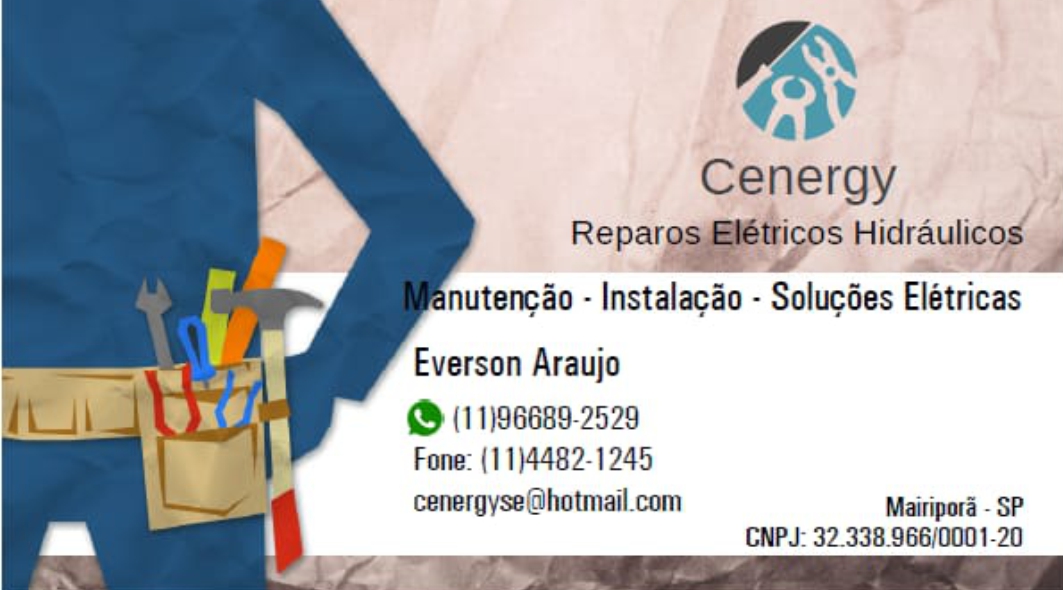 Cenergy
Reparos Elétricos Hidráulicos
Manutenção - Instalação - Soluções Elétricas
Everson Araujo
(11)96689-2529
Fone: (11)4482-1245
cenergyse@hotmail.com
Mairiporã - SP
CNPJ: 32.338.966/0001-20